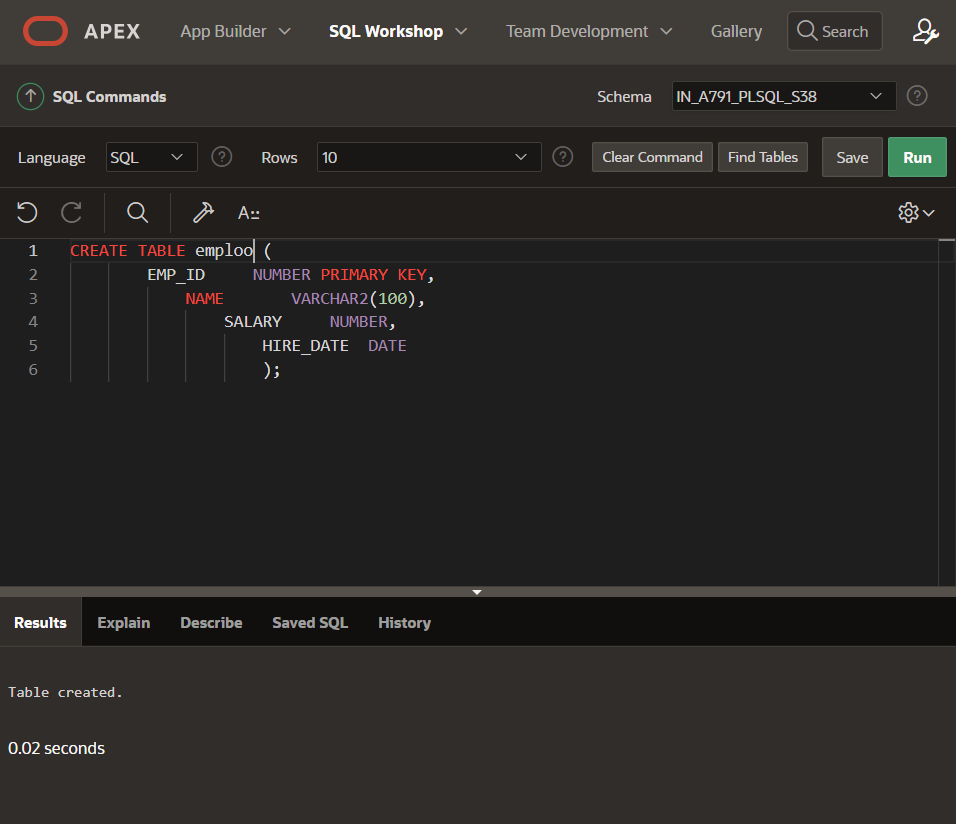 APEX App Builder SQL Workshop Team Development Gallery Search
SQL Commands Schema IN_A791_PLSQL_S38 ?
Language SQL ? Rows 10 ? Clear Command Find Tables Save Run
A::
1 CREATE TABLE emploo (
2 EMP_ID NUMBER PRIMARY KEY,
3 NAME VARCHAR2(100),
4 SALARY NUMBER,
5 HIRE_DATE DATE
6 );
Results Explain Describe Saved SQL History
Table created.
0.02 seconds